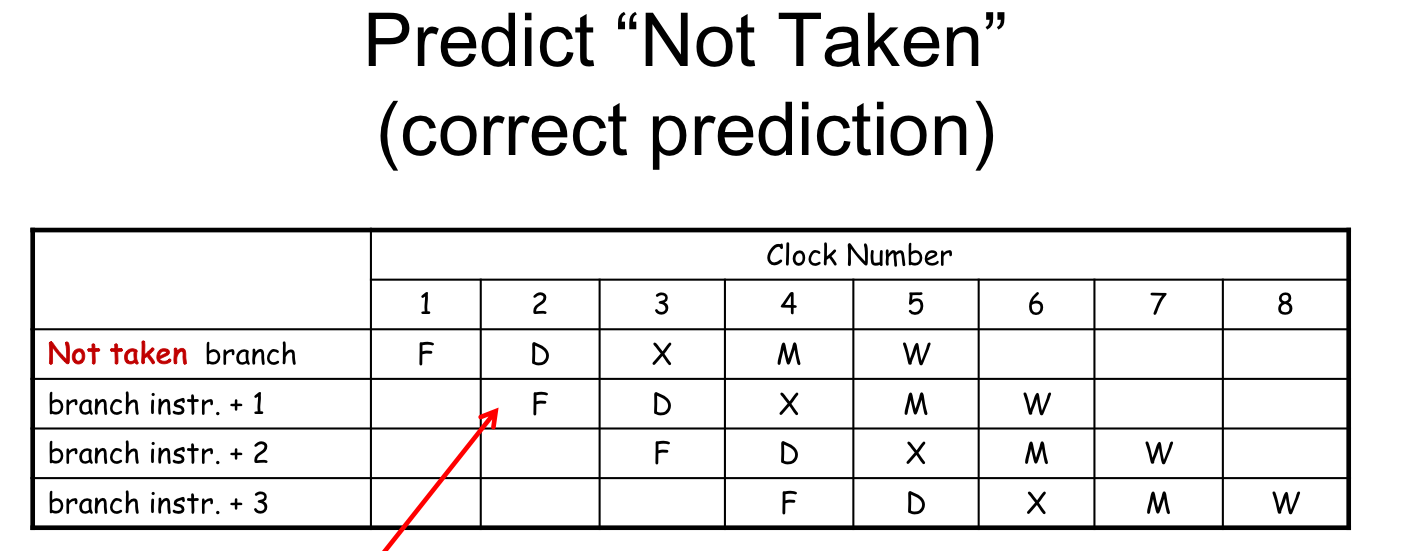 Predict “Not Taken”
(correct prediction)
Clock Number
1 2 3 4 5 6 7 8
Not taken branch F D X M W
branch instr. + 1 F D X M W
branch instr. + 2 F D X M W
branch instr. + 3 F D X M W